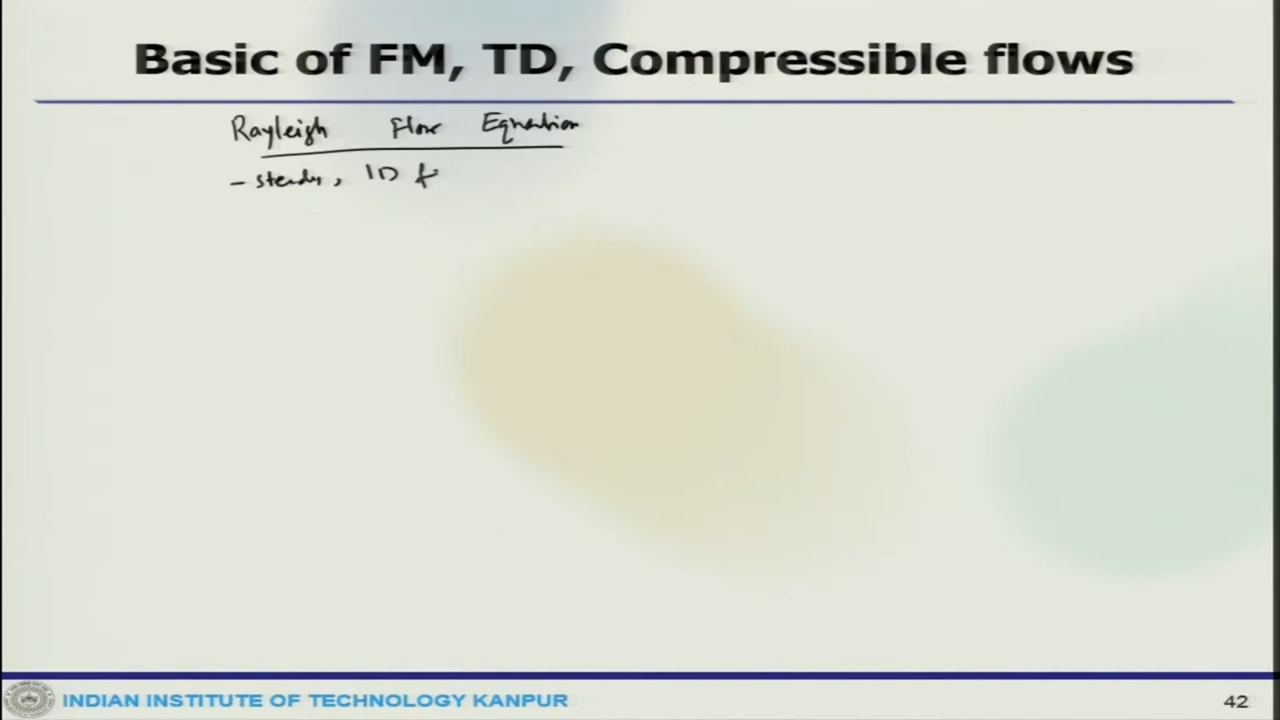 Basic of FM, TD, Compressible flows
Rayleigh Flow Equation
- steady, 1D f
INDIAN INSTITUTE OF TECHNOLOGY KANPUR
42